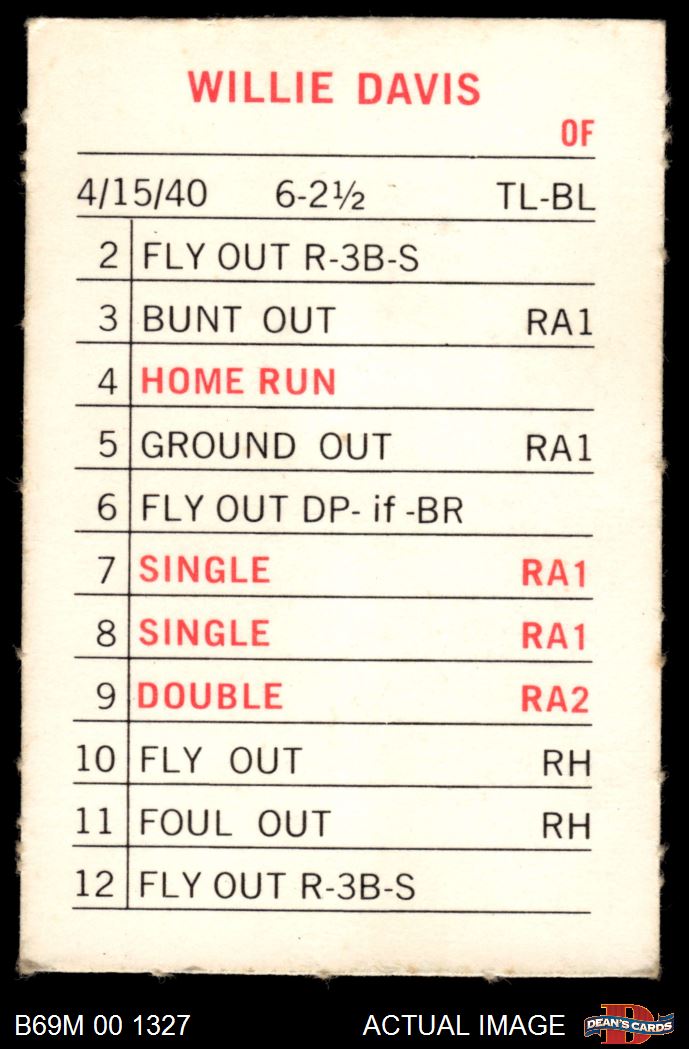 WILLIE DAVIS
OF
4/15/40 6-2½ TL-BL
2 FLY OUT R-3B-S
3 BUNT OUT RA1
4 HOME RUN
5 GROUND OUT RA1
6 FLY OUT DP- if -BR
7 SINGLE RA1
8 SINGLE RA1
9 DOUBLE RA2
10 FLY OUT RH
11 FOUL OUT RH
12 FLY OUT R-3B-S
B69M 00 1327 ACTUAL IMAGE D DEAN'S CARDS